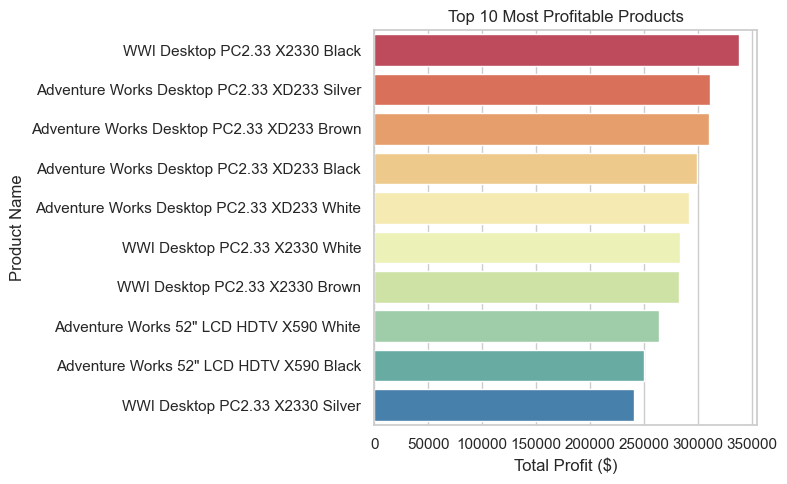 Top 10 Most Profitable Products
Product Name
WWI Desktop PC2.33 X2330 Black
Adventure Works Desktop PC2.33 XD233 Silver
Adventure Works Desktop PC2.33 XD233 Brown
Adventure Works Desktop PC2.33 XD233 Black
Adventure Works Desktop PC2.33 XD233 White
WWI Desktop PC2.33 X2330 White
WWI Desktop PC2.33 X2330 Brown
Adventure Works 52" LCD HDTV X590 White
Adventure Works 52" LCD HDTV X590 Black
WWI Desktop PC2.33 X2330 Silver
0 50000 100000 150000 200000 250000 300000 350000
Total Profit ($)